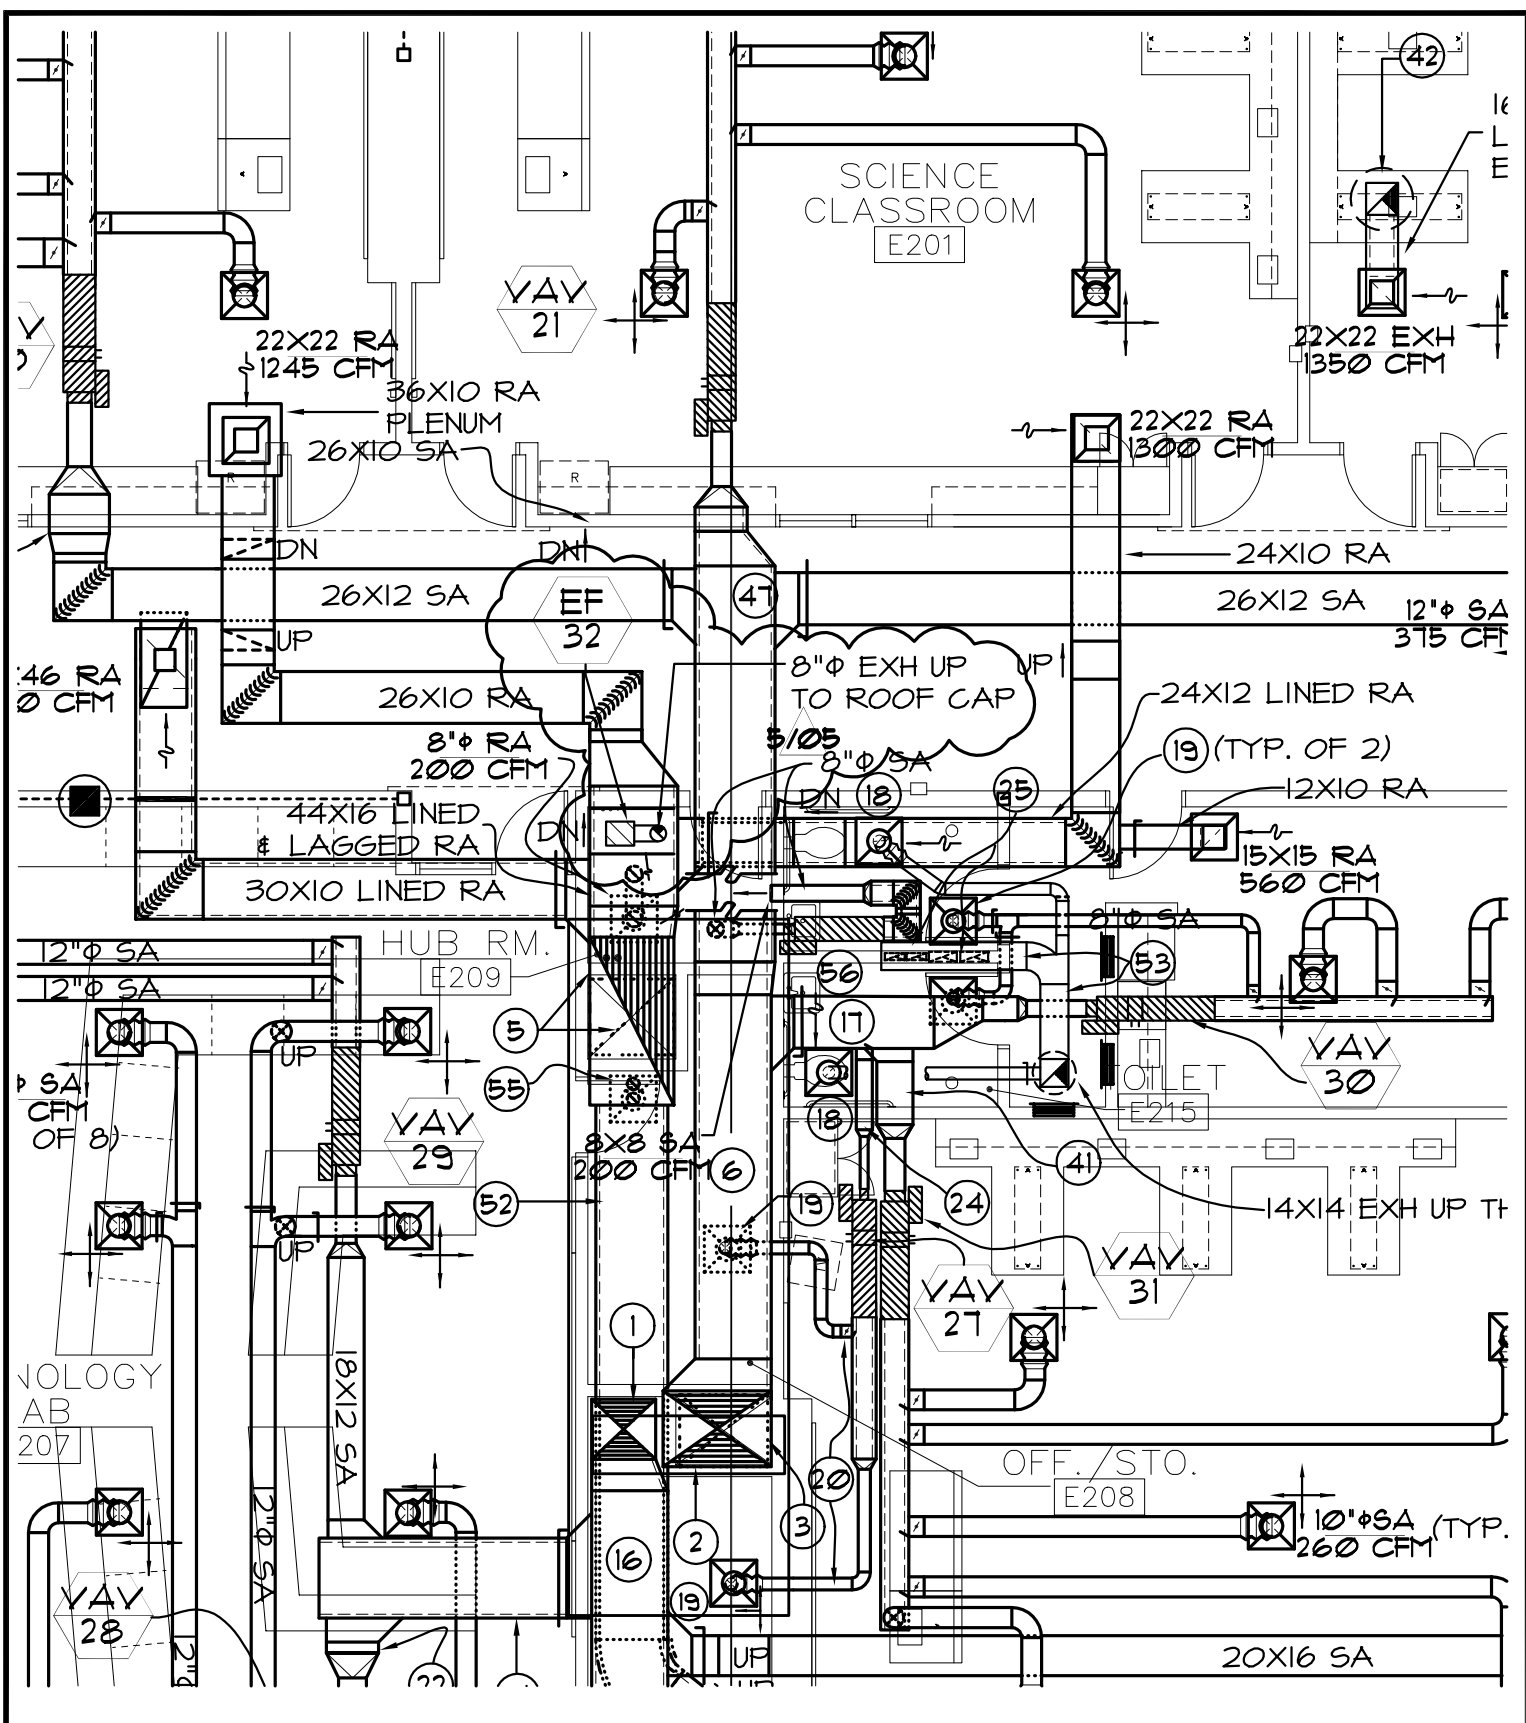 42
SCIENCE
CLASSROOM
E201
VAV
21
22X22 RA
1245 CFM
36X10 RA
PLENUM
26X10 SA
22X22 EXH
1350 CFM
22X22 RA
1300 CFM
R
R
DN
DN
24X10 RA
26X12 SA
EF
32
47
26X12 SA
12"Φ SA
UP
8"Φ EXH UP
TO ROOF CAP
UP
26X10 RA
24X12 LINED RA
5/05
8"Φ RA
200 CFM
8"Φ SA
19 (TYP. OF 2)
DN
18
25
12X10 RA
44X16 LINED
& LAGGED RA
DN
15X15 RA
560 CFM
30X10 LINED RA
8"Φ SA
HUB RM.
E209
12"Φ SA
12"Φ SA
56
53
5
17
UP
VAV
30
55
E215
18
OF 8)
VAV
29
8X8 SA
200 CFM
6
41
52
19
24
14X14 EXH UP
UP
VAV
31
VAV
27
1
18X12 SA
207
OFF./STO.
E208
20
2
3
16
10"Φ SA (TYP.
260 CFM
19
VAV
28
UP
20X16 SA